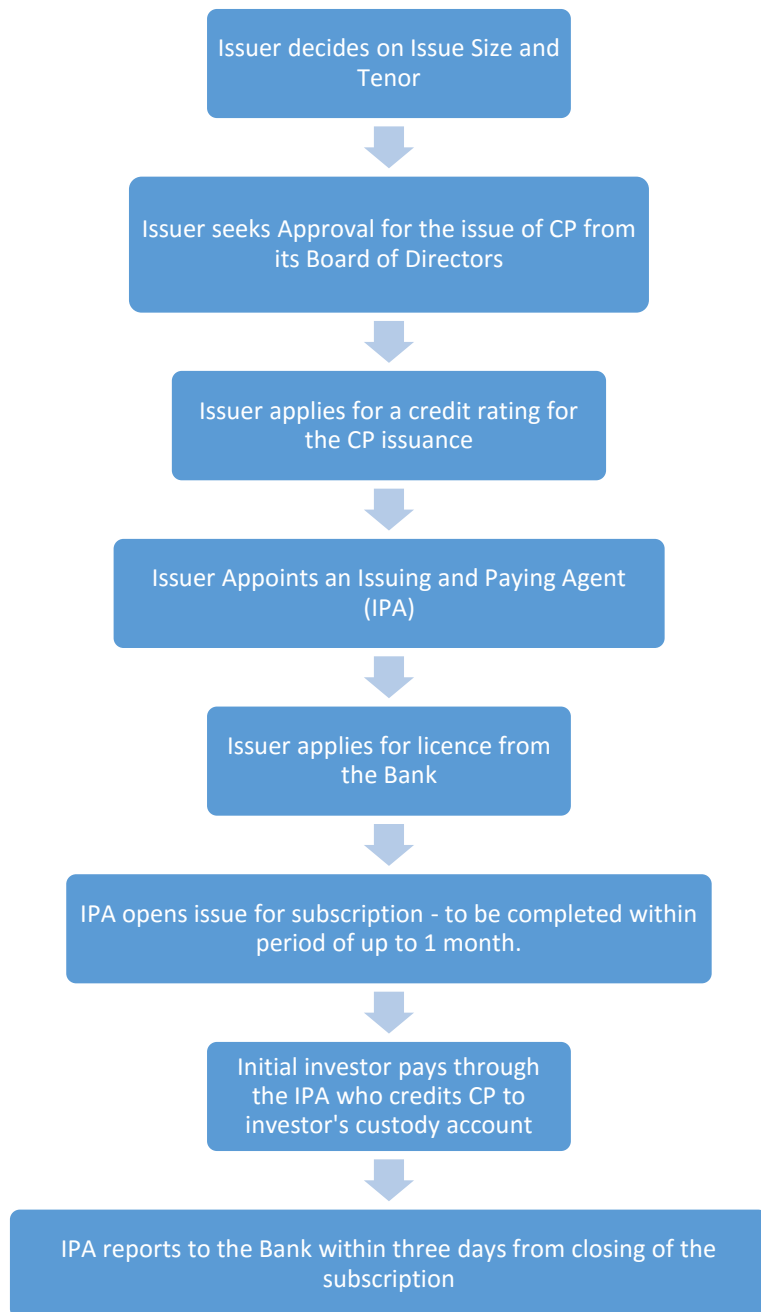 Issuer decides on Issue Size and
Tenor
Issuer seeks Approval for the issue of CP from
its Board of Directors
Issuer applies for a credit rating for
the CP issuance
Issuer Appoints an Issuing and Paying Agent
(IPA)
Issuer applies for licence from
the Bank
IPA opens issue for subscription - to be completed within
period of up to 1 month.
Initial investor pays through
the IPA who credits CP to
investor's custody account
IPA reports to the Bank within three days from closing of the
subscription